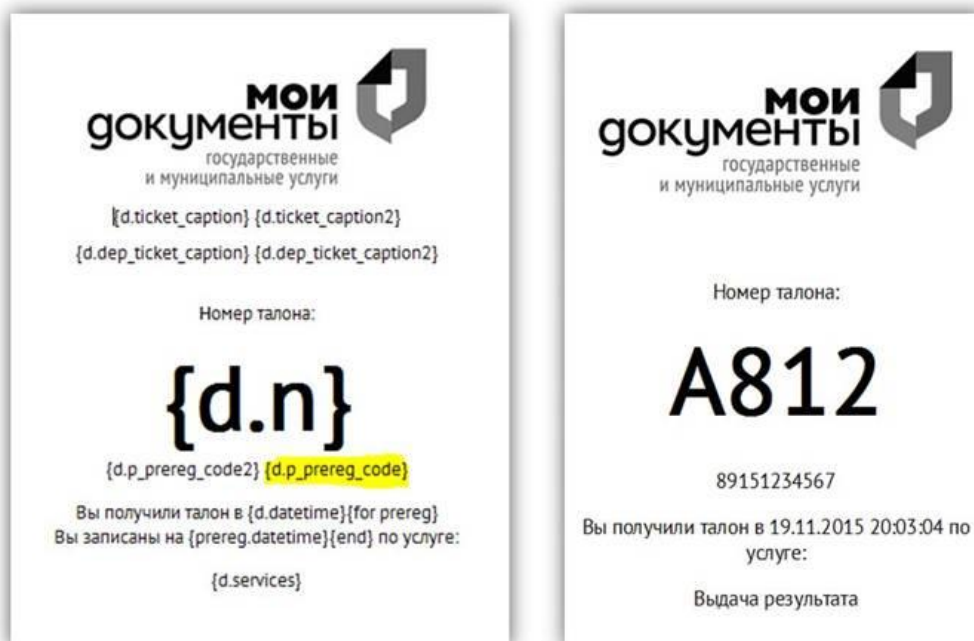 мои
документы
государственные
и муниципальные услуги
{d.ticket_caption} {d.ticket_caption2}
{d.dep_ticket_caption} {d.dep_ticket_caption2}
Номер талона:
{d.n}
{d.p_prereg_code2} {d.p_prereg_code}
Вы получили талон в {d.datetime}{for prereg}
Вы записаны на {prereg.datetime}{end} по услуге:
{d.services}
мои
документы
государственные
и муниципальные услуги
Номер талона:
A812
89151234567
Вы получили талон в 19.11.2015 20:03:04 по
услуге:
Выдача результата